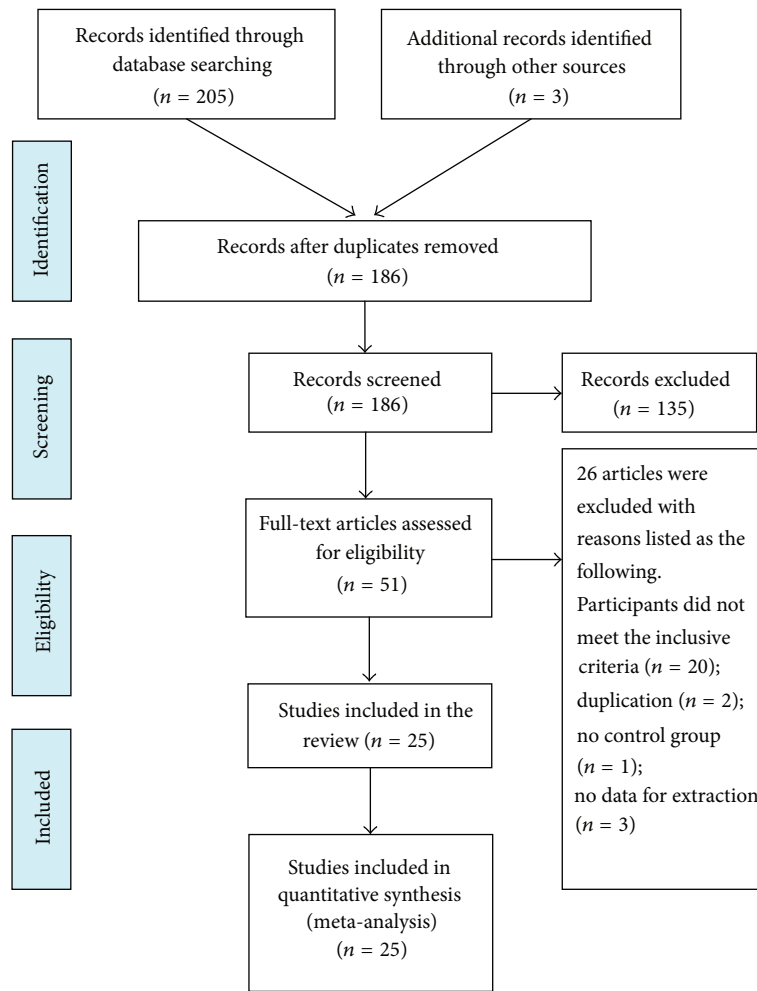 Records identified through
database searching
(n = 205)
Additional records identified
through other sources
(n = 3)
Identification
Records after duplicates removed
(n = 186)
Screening
Records screened
(n = 186)
Records excluded
(n = 135)
Eligibility
Full-text articles assessed
for eligibility
(n = 51)
26 articles were
excluded with
reasons listed as the
following.
Participants did not
meet the inclusive
criteria (n = 20);
duplication (n = 2);
no control group
(n = 1);
no data for extraction
(n = 3)
Included
Studies included in the
review (n = 25)
Studies included in
quantitative synthesis
(meta-analysis)
(n = 25)